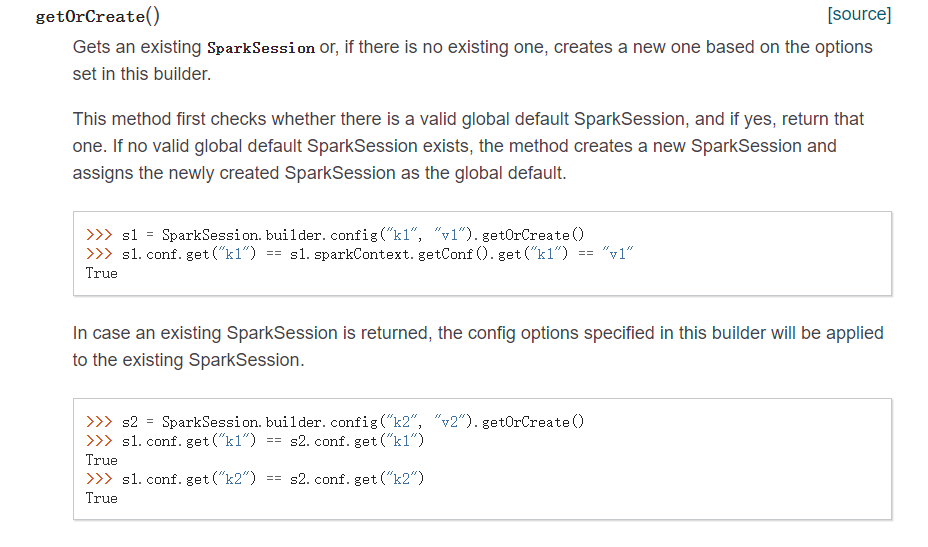 getOrCreate() [source]
Gets an existing SparkSession or, if there is no existing one, creates a new one based on the options
set in this builder.
This method first checks whether there is a valid global default SparkSession, and if yes, return that
one. If no valid global default SparkSession exists, the method creates a new SparkSession and
assigns the newly created SparkSession as the global default.
>>> s1 = SparkSession.builder.config("k1", "v1").getOrCreate()
>>> s1.conf.get("k1") == s1.sparkContext.getConf().get("k1") == "v1"
True
In case an existing SparkSession is returned, the config options specified in this builder will be applied
to the existing SparkSession.
>>> s2 = SparkSession.builder.config("k2", "v2").getOrCreate()
>>> s1.conf.get("k1") == s2.conf.get("k1")
True
>>> s1.conf.get("k2") == s2.conf.get("k2")
True